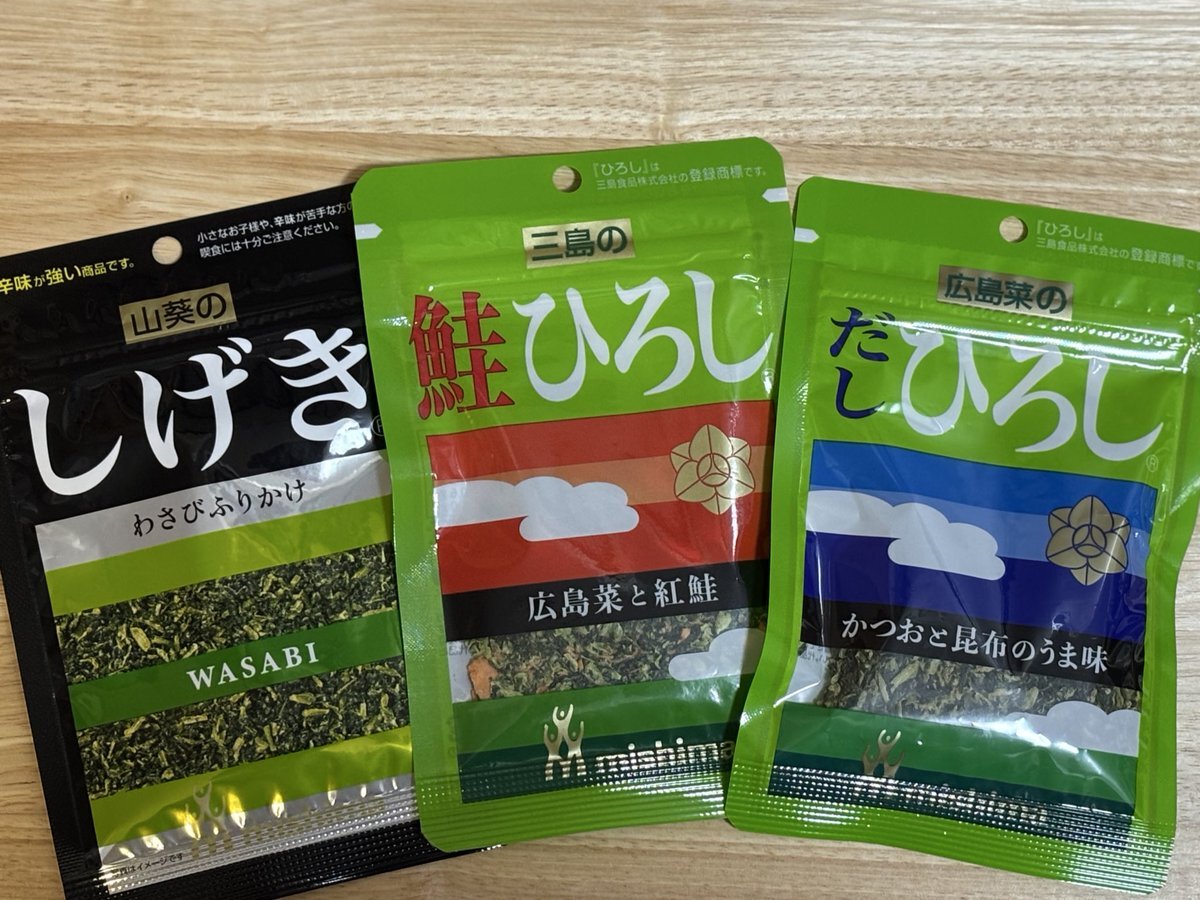 辛味が強い商品です。
小さなお子様や、辛味が苦手な方の
喫食には十分ご注意ください。
山葵の
しげき
わさびふりかけ
WASABI
『ひろし』は
三島食品株式会社の登録商標です。
三島の
鮭ひろし
広島菜と紅鮭
mishima
『ひろし』は
三島食品株式会社の登録商標です。
広島菜の
だし
ひろし
®
かつおと昆布のうま味
mishima